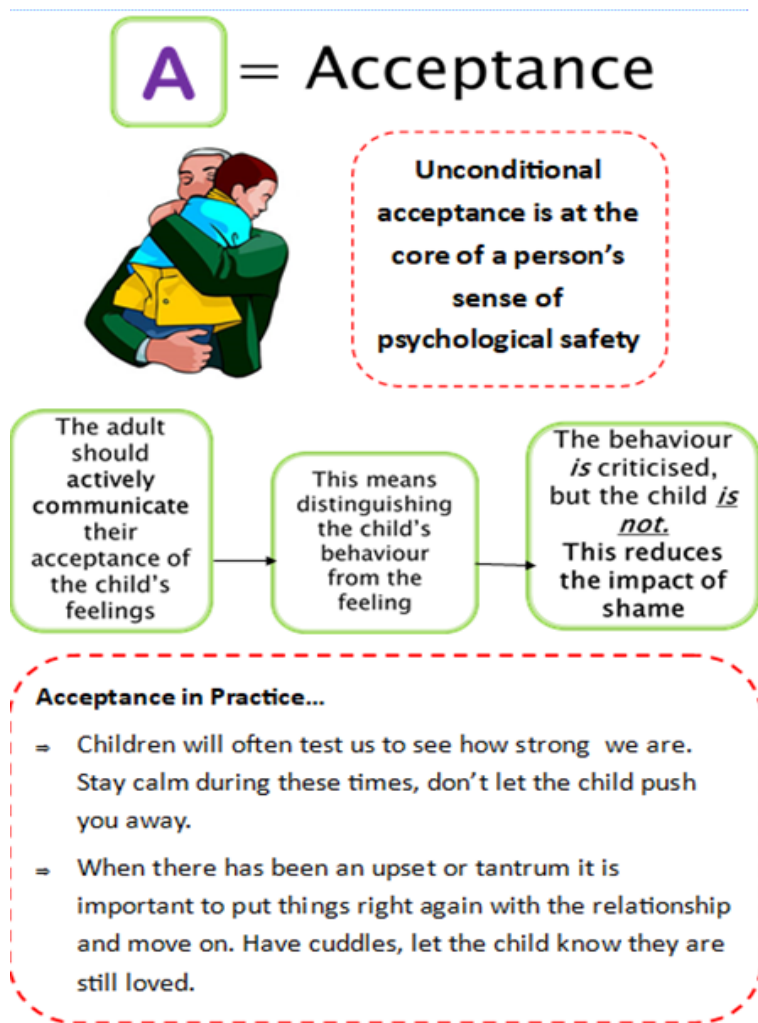 A = Acceptance
Unconditional
acceptance is at the
core of a person’s
sense of
psychological safety
The adult
should
actively
communicate
their
acceptance of
the child’s
feelings
This means
distinguishing
the child’s
behaviour
from the
feeling
The behaviour
is criticised,
but the child is
not.
This reduces
the impact of
shame
Acceptance in Practice...
⇒ Children will often test us to see how strong we are.
Stay calm during these times, don’t let the child push
you away.
⇒ When there has been an upset or tantrum it is
important to put things right again with the relationship
and move on. Have cuddles, let the child know they are
still loved.